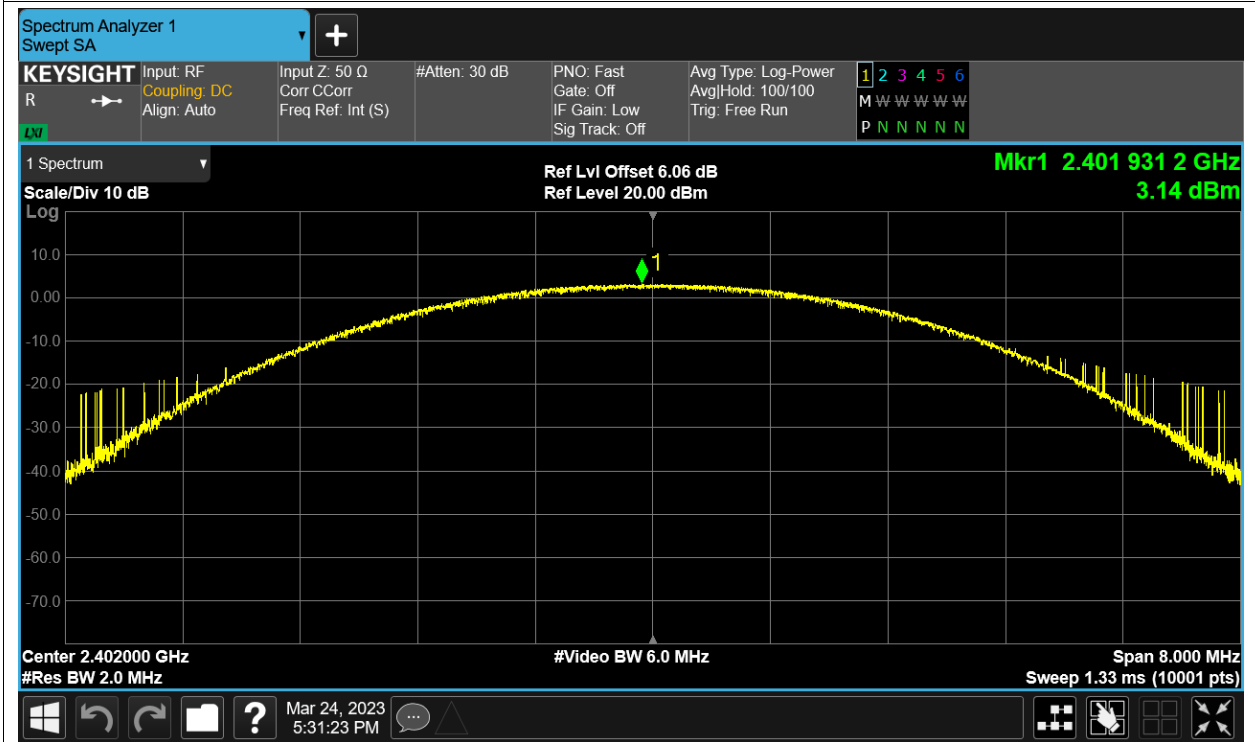 Spectrum Analyzer 1
Swept SA
KEYSIGHT
R
LXI
Input: RF
Coupling: DC
Align: Auto
Input Z: 50 Ω
Corr CCorr
Freq Ref: Int (S)
#Atten: 30 dB
PNO: Fast
Gate: Off
IF Gain: Low
Sig Track: Off
Avg Type: Log-Power
Avg|Hold: 100/100
Trig: Free Run
1 2 3 4 5 6
M W W W W W
P N N N N N
1 Spectrum
Scale/Div 10 dB
Log
Ref Lvl Offset 6.06 dB
Ref Level 20.00 dBm
Mkr1 2.401 931 2 GHz
3.14 dBm
1
10.0
0.00
-10.0
-20.0
-30.0
-40.0
-50.0
-60.0
-70.0
Center 2.402000 GHz
#Res BW 2.0 MHz
#Video BW 6.0 MHz
Span 8.000 MHz
Sweep 1.33 ms (10001 pts)
?
Mar 24, 2023
5:31:23 PM